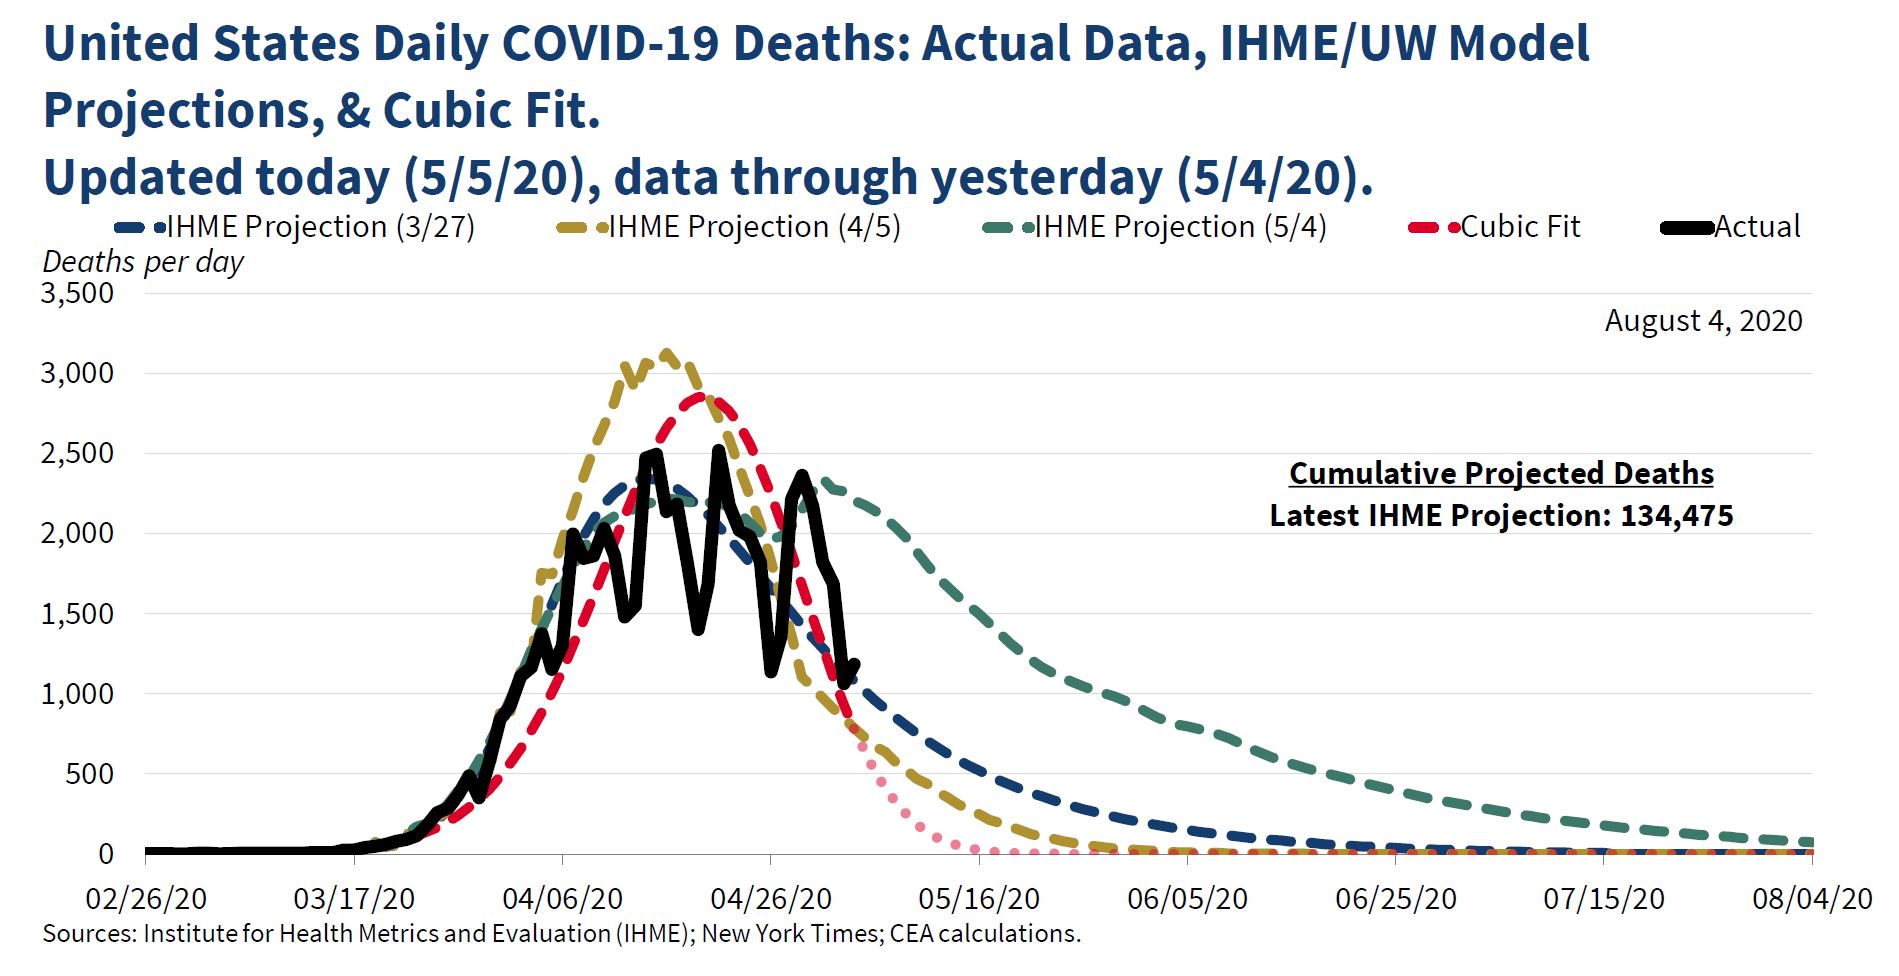 United States Daily COVID-19 Deaths: Actual Data, IHME/UW Model
Projections, & Cubic Fit.
Updated today (5/5/20), data through yesterday (5/4/20).
IHME Projection (3/27) IHME Projection (4/5) IHME Projection (5/4) Cubic Fit Actual
Deaths per day
3,500
August 4, 2020
3,000
2,500
Cumulative Projected Deaths
Latest IHME Projection: 134,475
2,000
1,500
1,000
500
0
02/26/20 03/17/20 04/06/20 04/26/20 05/16/20 06/05/20 06/25/20 07/15/20 08/04/20
Sources: Institute for Health Metrics and Evaluation (IHME); New York Times; CEA calculations.